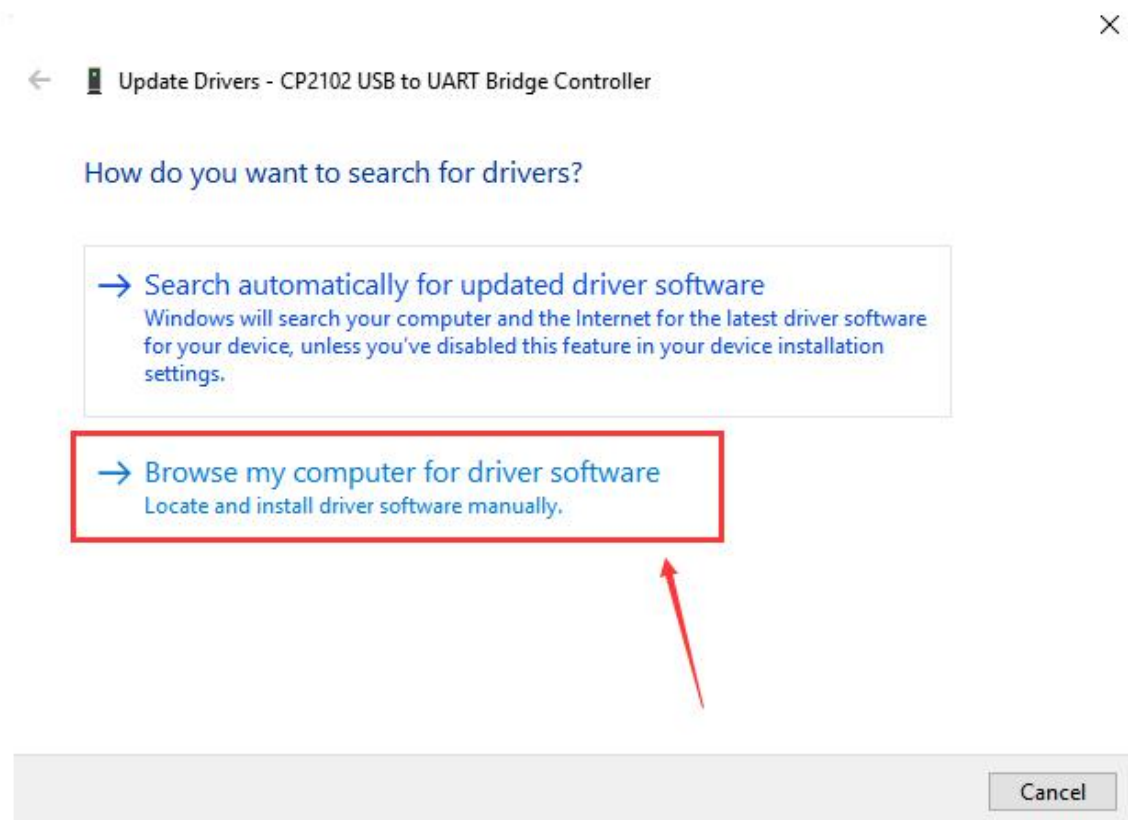 Update Drivers - CP2102 USB to UART Bridge Controller
How do you want to search for drivers?
Search automatically for updated driver software
Windows will search your computer and the Internet for the latest driver software
for your device, unless you've disabled this feature in your device installation
settings.
Browse my computer for driver software
Locate and install driver software manually.
Cancel